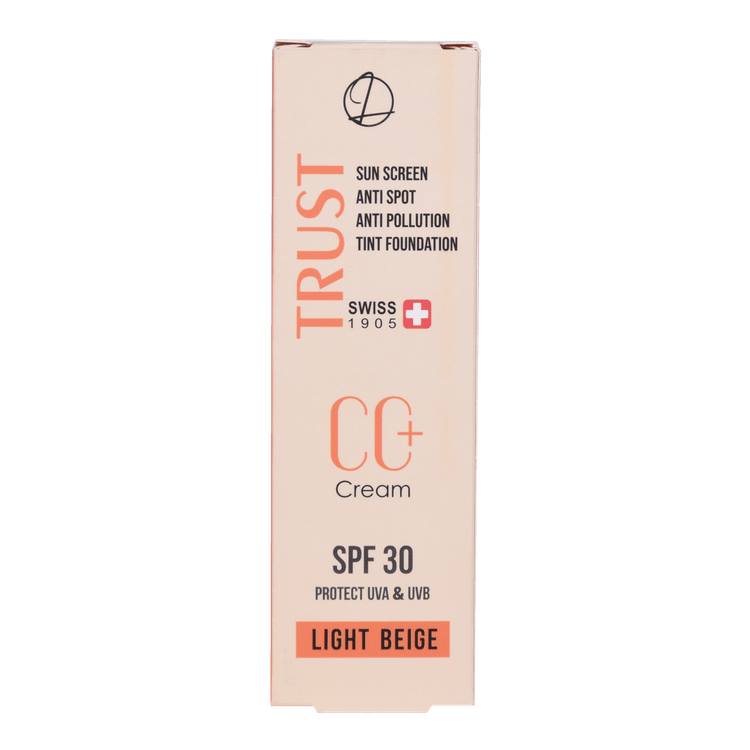 TRUST
SUN SCREEN
ANTI SPOT
ANTI POLLUTION
TINT FOUNDATION
SWISS
1905
CC+
Cream
SPF 30
PROTECT UVA & UVB
LIGHT BEIGE